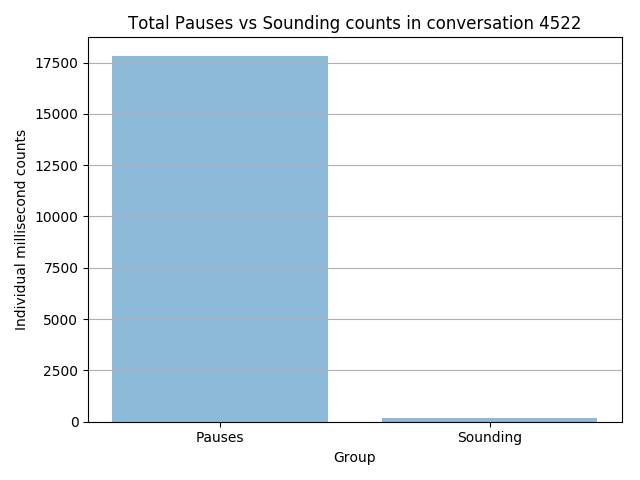 Total Pauses vs Sounding counts in conversation 4522
Individual millisecond counts
17500
15000
12500
10000
7500
5000
2500
0
Pauses
Sounding
Group